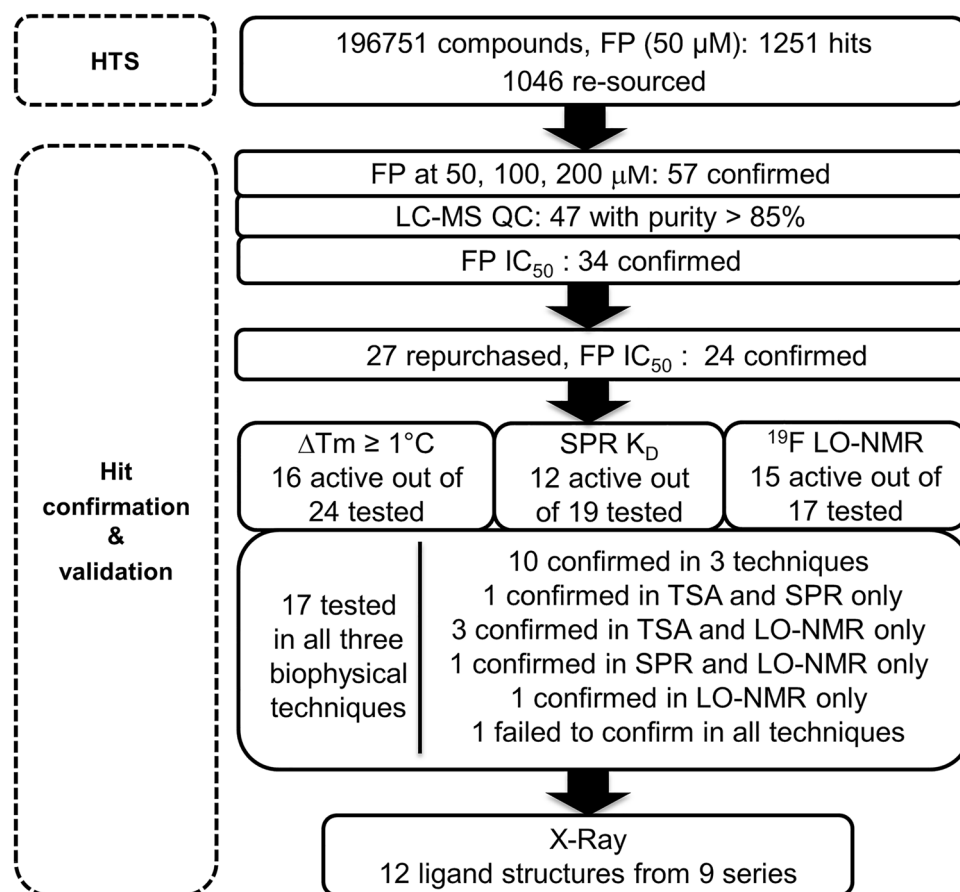 HTS
196751 compounds, FP (50 µM): 1251 hits
1046 re-sourced
Hit
confirmation
&
validation
FP at 50, 100, 200 µM: 57 confirmed
LC-MS QC: 47 with purity > 85%
FP IC₅₀ : 34 confirmed
27 repurchased, FP IC₅₀ : 24 confirmed
ΔTm ≥ 1°C
16 active out of
24 tested
SPR K_D
12 active out
of 19 tested
¹⁹F LO-NMR
15 active out of
17 tested
17 tested
in all three
biophysical
techniques
10 confirmed in 3 techniques
1 confirmed in TSA and SPR only
3 confirmed in TSA and LO-NMR only
1 confirmed in SPR and LO-NMR only
1 confirmed in LO-NMR only
1 failed to confirm in all techniques
X-Ray
12 ligand structures from 9 series